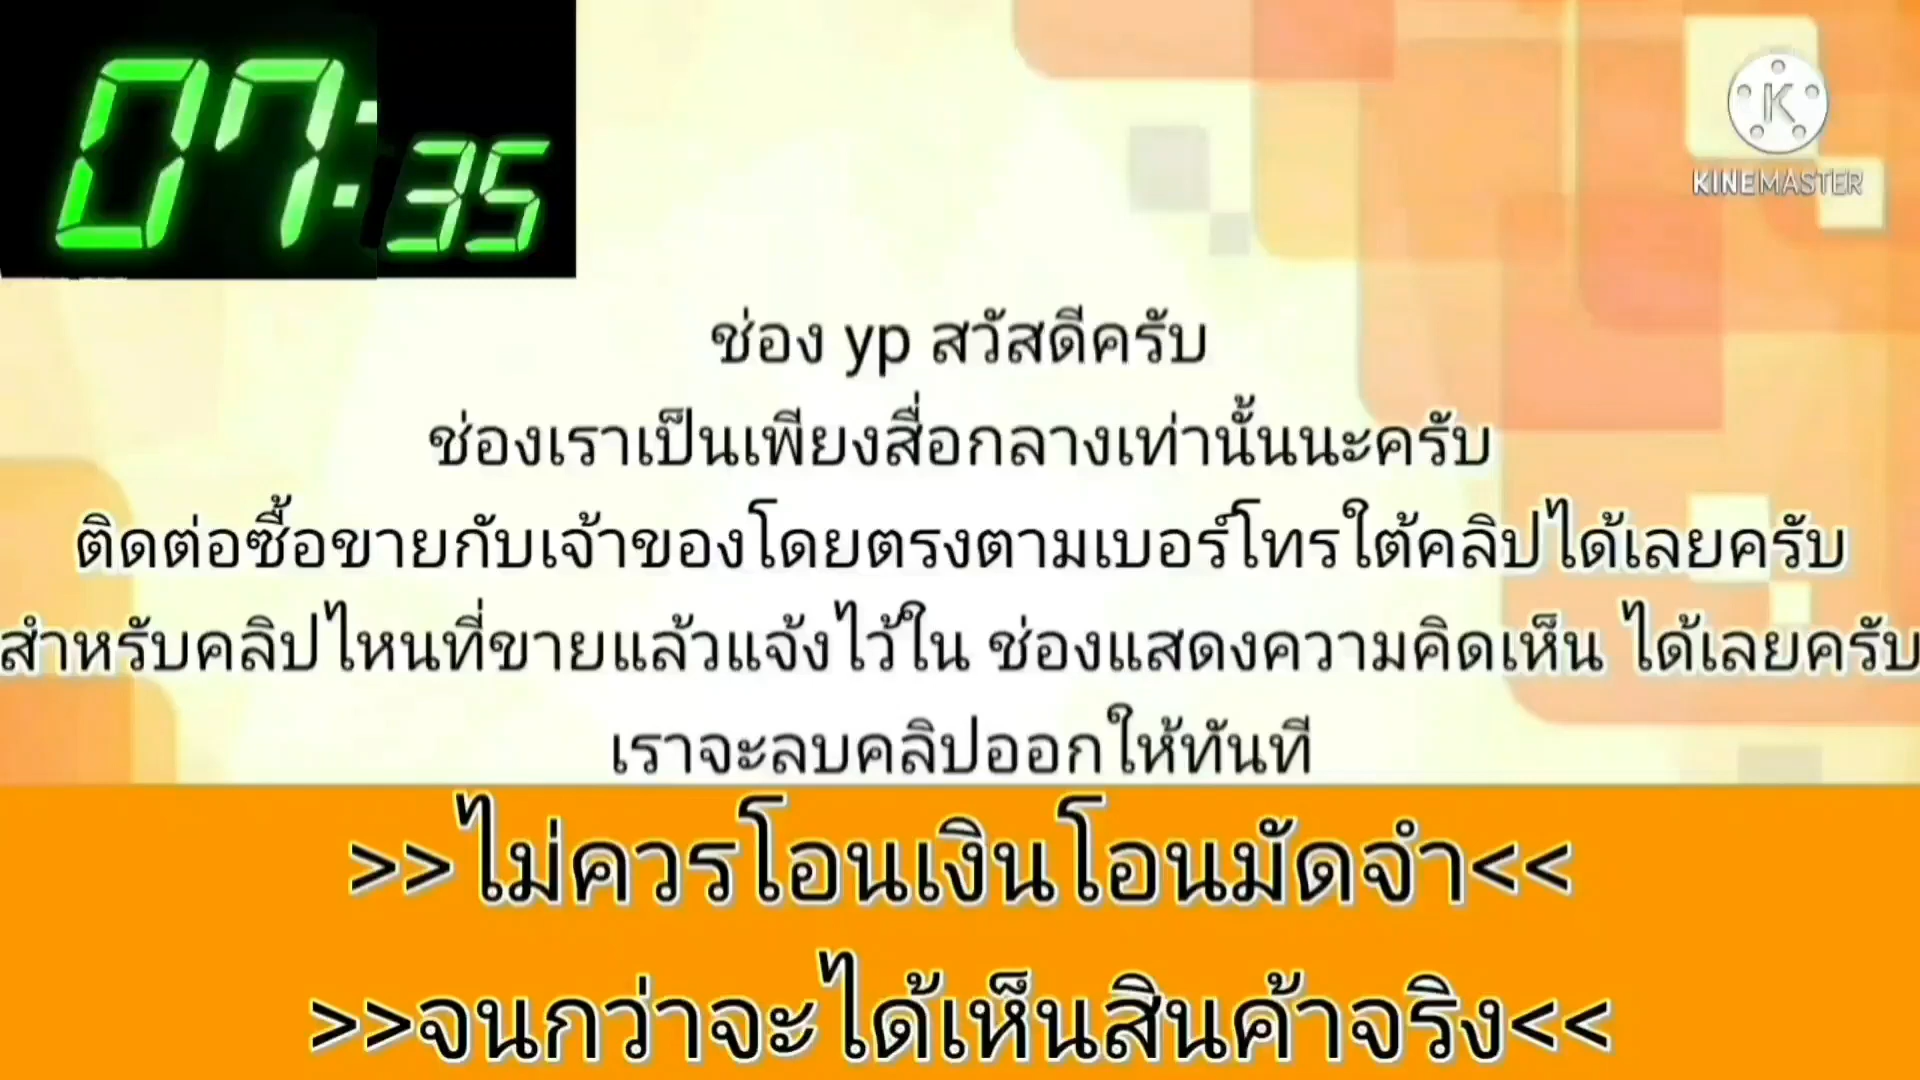 07:35
KINEMASTER
ช่อง yp สวัสดีครับ
ช่องเราเป็นเพียงสื่อกลางเท่านั้นนะครับ
ติดต่อซื้อขายกับเจ้าของโดยตรงตามเบอร์โทรใต้คลิปได้เลยครับ
สำหรับคลิปไหนที่ขายแล้วแจ้งไว้ใน ช่องแสดงความคิดเห็น ได้เลยครับ
เราจะลบคลิปออกให้ทันที
>>ไม่ควรโอนเงินโอนมัดจำ<<
>>จนกว่าจะได้เห็นสินค้าจริง<<